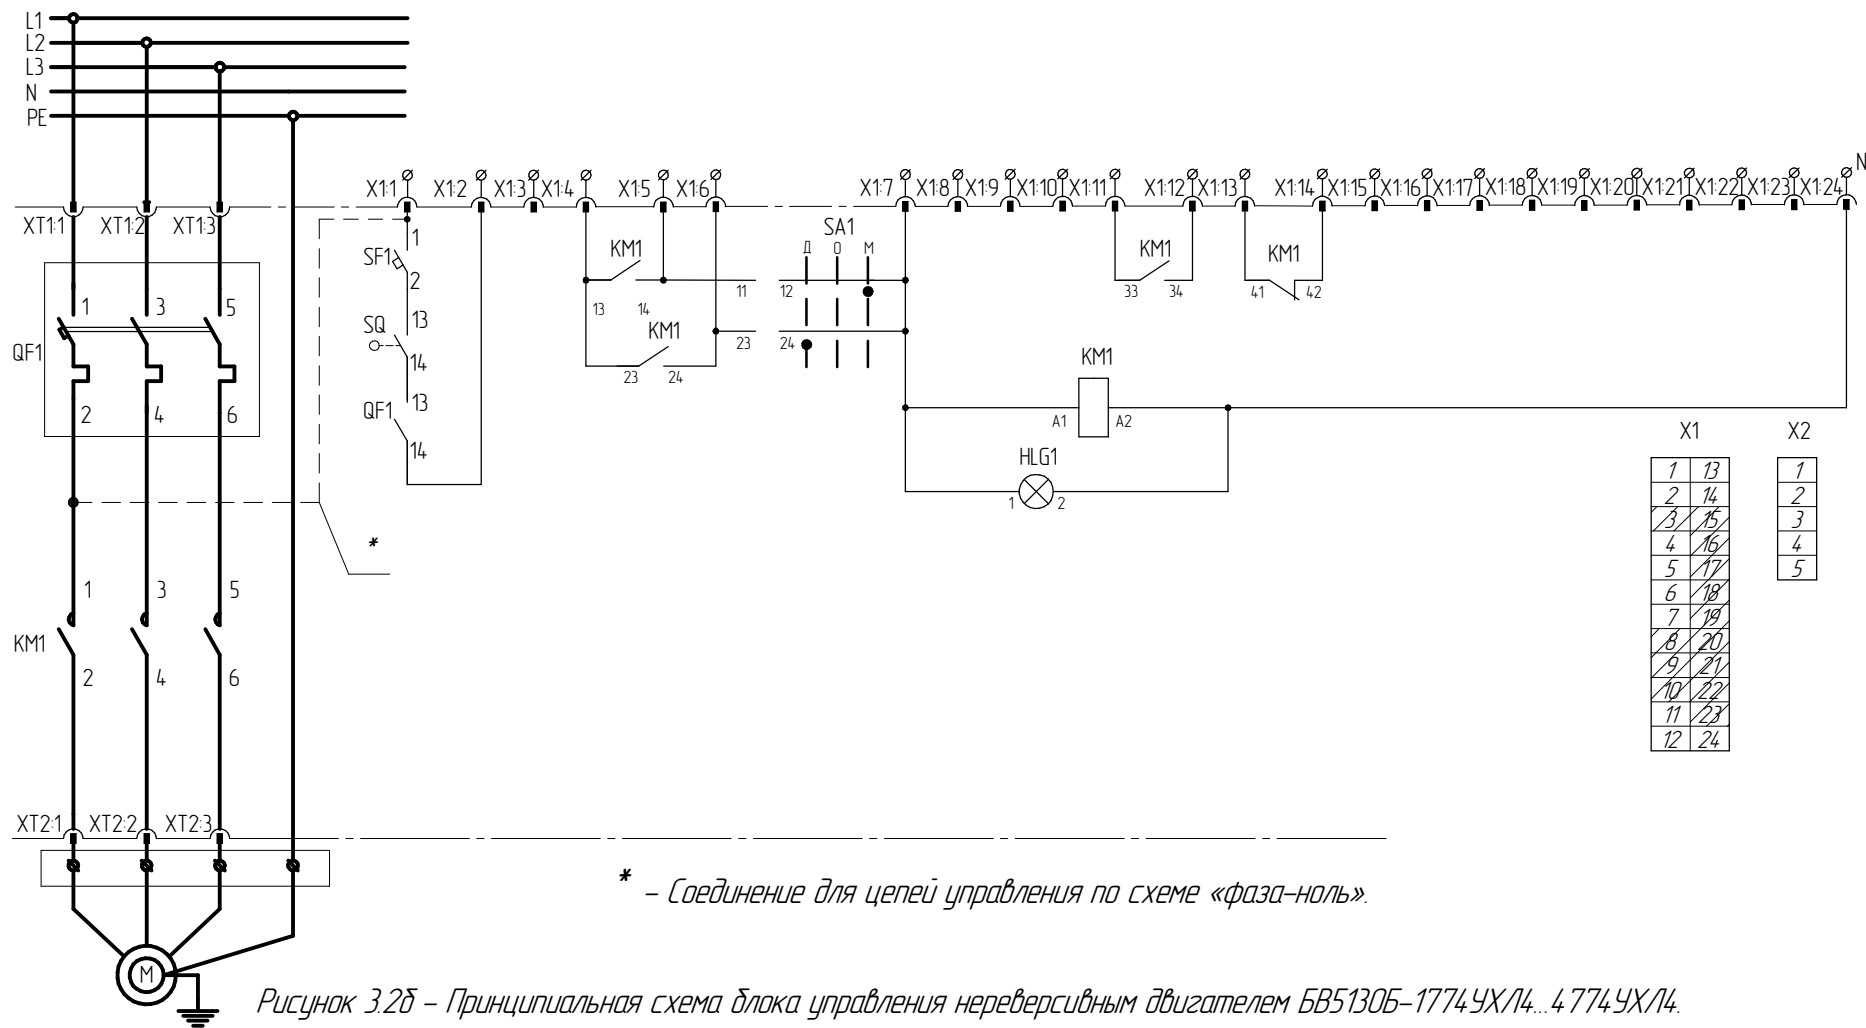 L1
L2
L3
N
PE
X1:1 X1:2 X1:3 X1:4 X1:5 X1:6 X1:7 X1:8 X1:9 X1:10 X1:11 X1:12 X1:13 X1:14 X1:15 X1:16 X1:17 X1:18 X1:19 X1:20 X1:21 X1:22 X1:23 X1:24 N
XT1:1 XT1:2 XT1:3
SA1
Д О М
1
SF1
2
KM1
13 14
11 12
KM1
23 24
23 24
KM1
33 34
KM1
41 42
1 3 5
QF1
2 4 6
13
SQ
14
13
QF1
14
KM1
A1 A2
HLG1
1 2
*
1 3 5
KM1
2 4 6
X1 X2
1 13 1
2 14 2
3 15 3
4 16 4
5 17 5
6 18
7 19
8 20
9 21
10 22
11 23
12 24
XT2:1 XT2:2 XT2:3
M
* – Соединение для цепей управления по схеме «фаза–ноль».
Рисунок 3.2б – Принципиальная схема блока управления нереверсивным двигателем БВ5130Б–1774УХЛ4...4774УХЛ4.